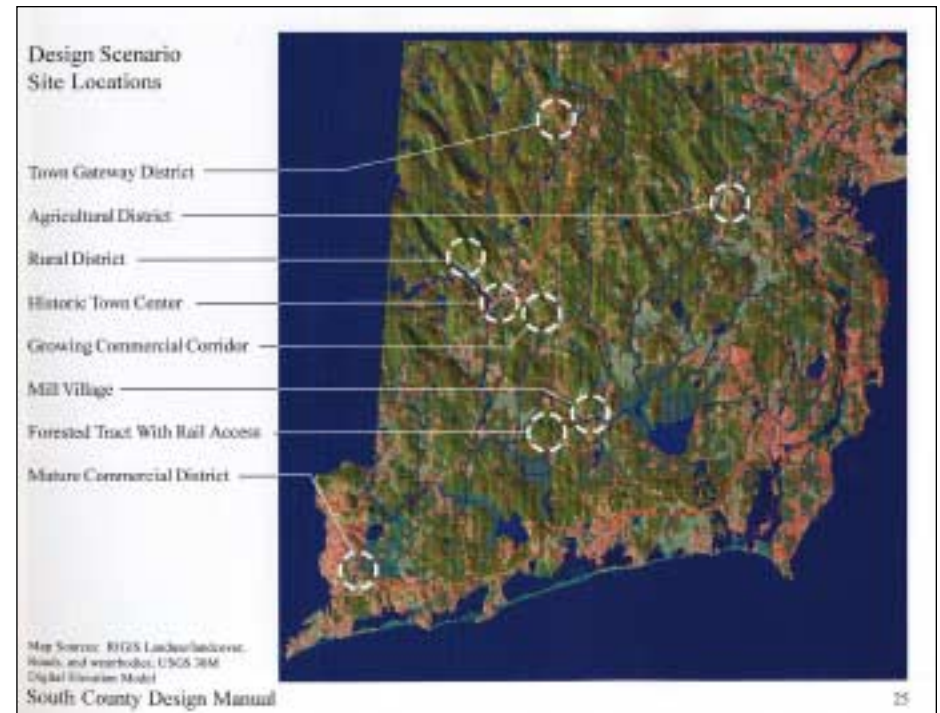 Design Scenario
Site Locations
Town Gateway District
Agricultural District
Rural District
Historic Town Center
Growing Commercial Corridor
Mill Village
Forested Tract With Rail Access
Mature Commercial District
Map Sources: RIGIS Landuse/landcover,
Roads, and waterbodies, USGS 30M
Digital Elevation Model
South County Design Manual
25